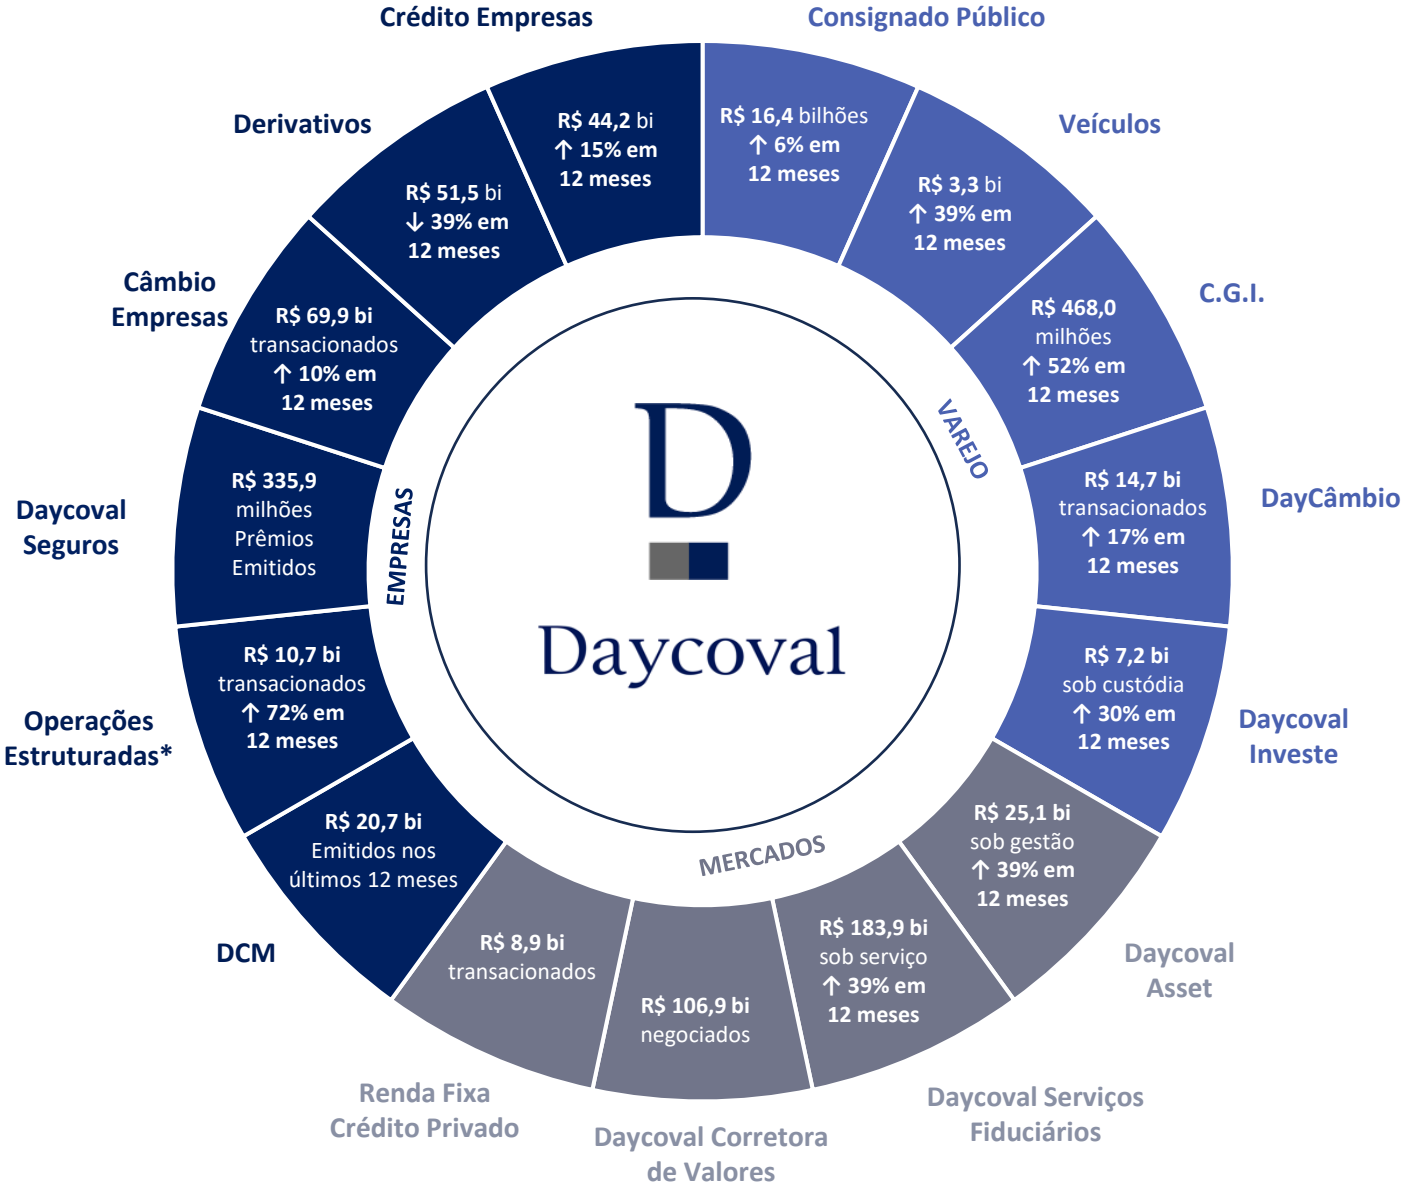 Crédito Empresas
R$ 44,2 bi
↑ 15% em
12 meses
Consignado Público
R$ 16,4 bilhões
↑ 6% em
12 meses
Veículos
R$ 3,3 bi
↑ 39% em
12 meses
C.G.I.
R$ 468,0
milhões
↑ 52% em
12 meses
DayCâmbio
R$ 14,7 bi
transacionados
↑ 17% em
12 meses
Daycoval
Investe
R$ 7,2 bi
sob custódia
↑ 30% em
12 meses
VAREJO
Daycoval
Asset
R$ 25,1 bi
sob gestão
↑ 39% em
12 meses
Daycoval Serviços
Fiduciários
R$ 183,9 bi
sob serviço
↑ 39% em
12 meses
Daycoval Corretora
de Valores
R$ 106,9 bi
negociados
Renda Fixa
Crédito Privado
R$ 8,9 bi
transacionados
MERCADOS
DCM
R$ 20,7 bi
Emitidos nos
últimos 12 meses
Operações
Estruturadas*
R$ 10,7 bi
transacionados
↑ 72% em
12 meses
Daycoval
Seguros
R$ 335,9
milhões
Prêmios
Emitidos
Câmbio
Empresas
R$ 69,9 bi
transacionados
↑ 10% em
12 meses
Derivativos
R$ 51,5 bi
↓ 39% em
12 meses
EMPRESAS
D
Daycoval